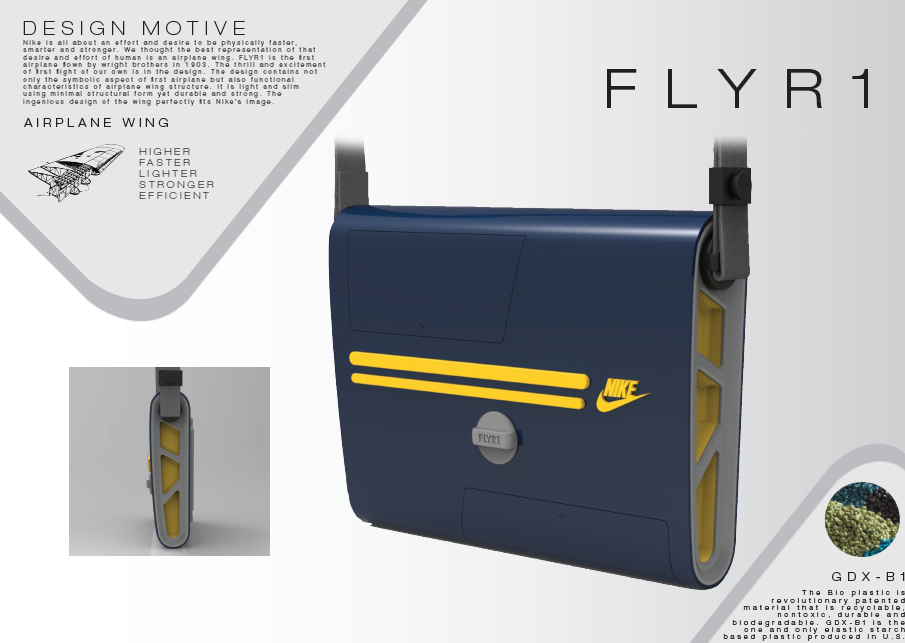 DESIGN MOTIVE
Nike is all about an effort and desire to be physically faster,
smarter and stronger. We thought the best representation of that
desire and effort of human is an airplane wing. FLYR1 is the first
airplane flown by wright brothers in 1903. The thrill and excitement
of first flight of our own is in the design. The design contains not
only the symbolic aspect of first airplane but also functional
characteristics of airplane wing structure. It is light and slim
using minimal structural form yet durable and strong. The
ingenious design of the wing perfectly fits Nike's image.
AIRPLANE WING
HIGHER
FASTER
LIGHTER
STRONGER
EFFICIENT
FLYR1
NIKE
FLYR1
GDX-B1
The Bio plastic is
revolutionary patented
material that is recyclable,
nontoxic, durable and
biodegradable. GDX-B1 is the
one and only elastic starch
based plastic produced in U.S.